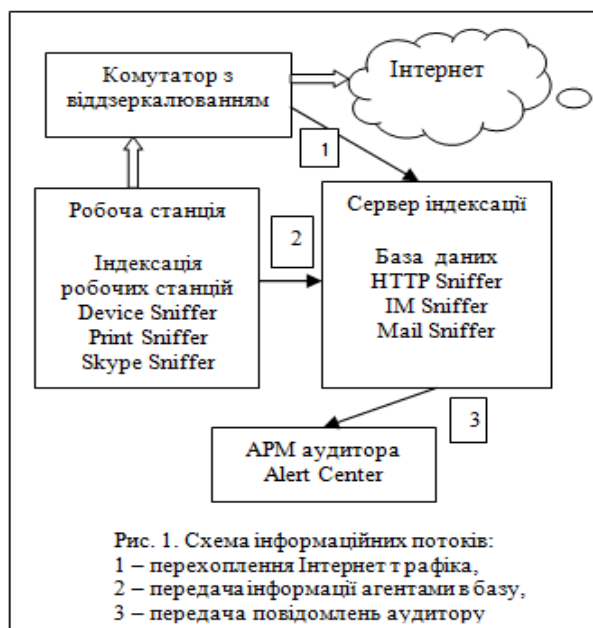 Комутатор з
віддзеркалюванням
Інтернет
1
Робоча станція
Індексація
робочих станцій
Device Sniffer
Print Sniffer
Skype Sniffer
2
Сервер індексації
База даних
HTTP Sniffer
IM Sniffer
Mail Sniffer
3
АРМ аудитора
Alert Center
Рис. 1. Схема інформаційних потоків:
1 – перехоплення Інтернет трафіка,
2 – передача інформації агентами в базу,
3 – передача повідомлень аудитору